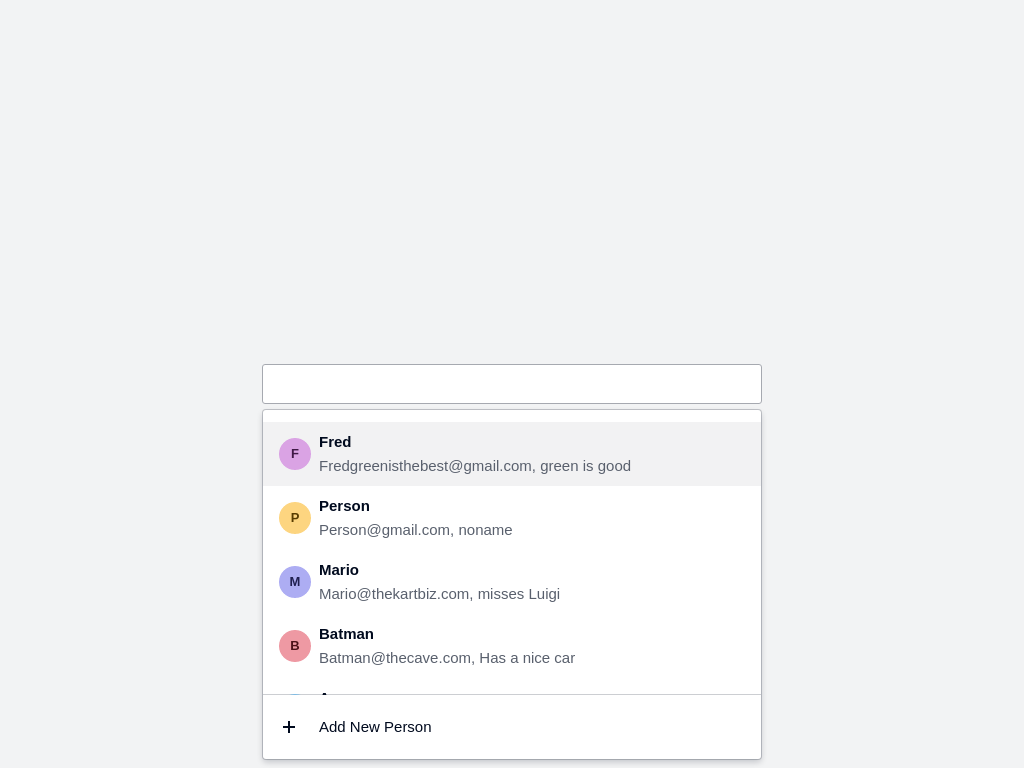 F
Fred
Fredgreenisthebest@gmail.com, green is good
P
Person
Person@gmail.com, noname
M
Mario
Mario@thekartbiz.com, misses Luigi
B
Batman
Batman@thecave.com, Has a nice car
Add New Person